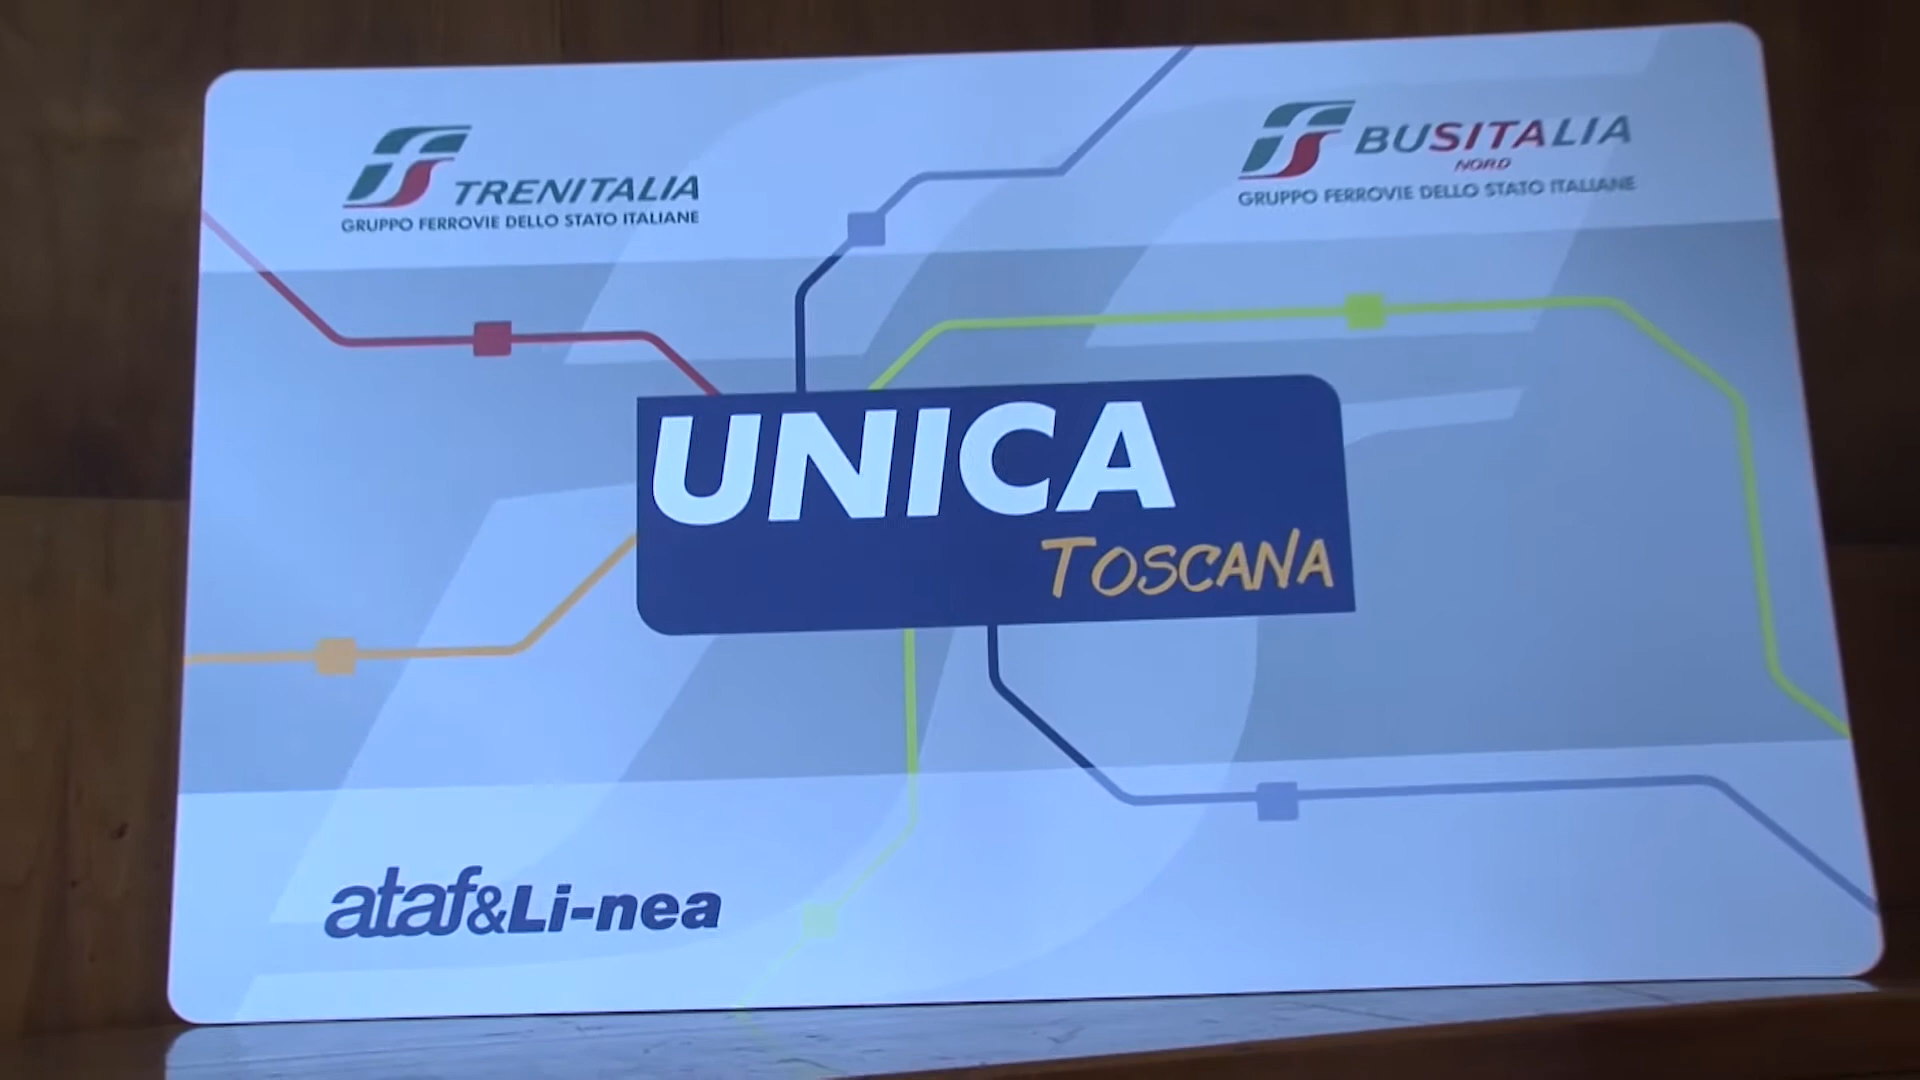 TRENITALIA
GRUPPO FERROVIE DELLO STATO ITALIANE
BUSITALIA
NORD
GRUPPO FERROVIE DELLO STATO ITALIANE
UNICA
TOSCANA
ataf&Li-nea